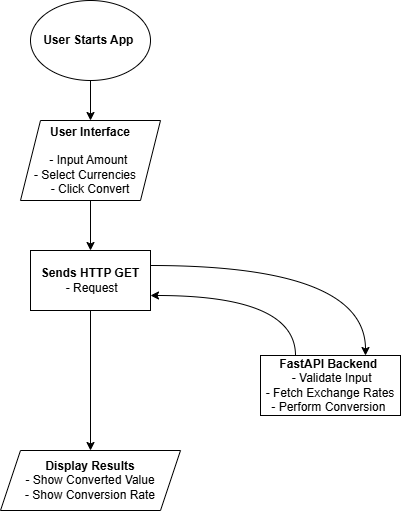 User Starts App
User Interface
- Input Amount
- Select Currencies
- Click Convert
Sends HTTP GET
- Request
FastAPI Backend
- Validate Input
- Fetch Exchange Rates
- Perform Conversion
Display Results
- Show Converted Value
- Show Conversion Rate